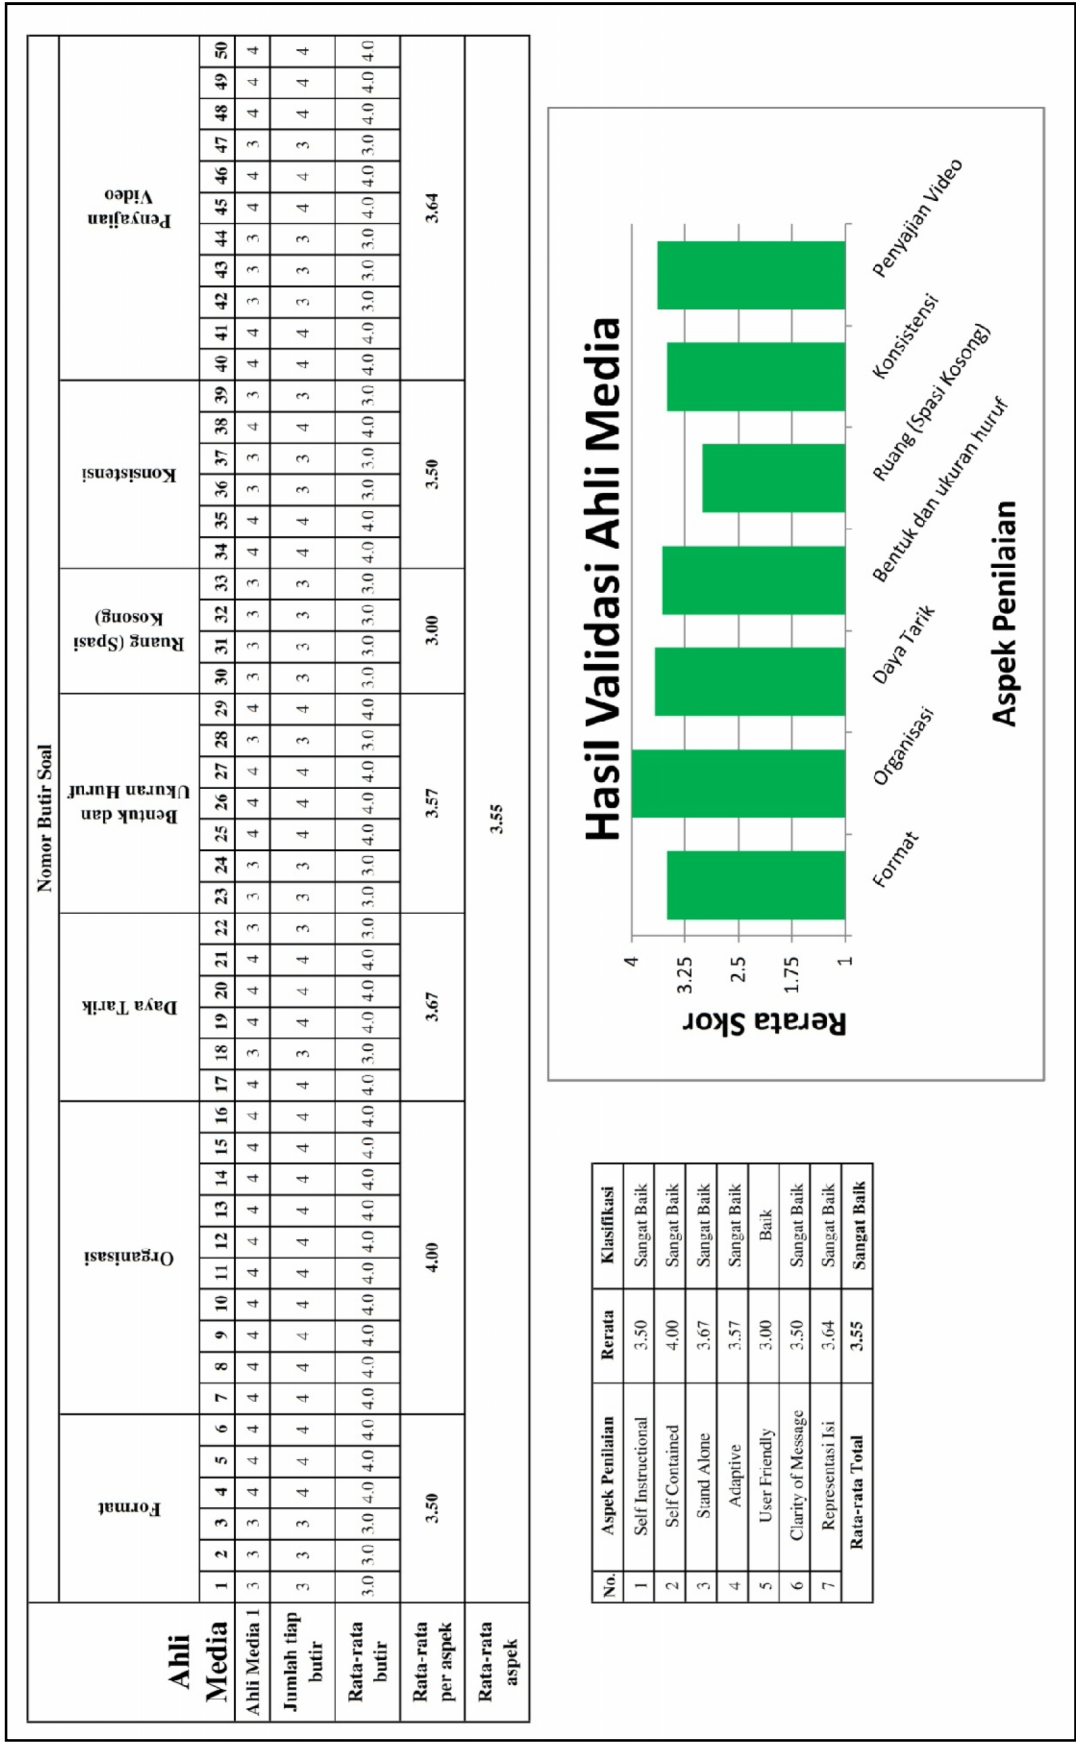 Ahli Media
Nomor Butir Soal
Format Organisasi Daya Tarik Bentuk dan Ukuran Huruf Ruang (Spasi Kosong) Konsistensi Penyajian Video
1 2 3 4 5 6 7 8 9 10 11 12 13 14 15 16 17 18 19 20 21 22 23 24 25 26 27 28 29 30 31 32 33 34 35 36 37 38 39 40 41 42 43 44 45 46 47 48 49 50
Ahli Media 1 3 3 3 4 4 4 4 4 4 4 4 4 4 4 4 4 4 3 4 4 4 3 3 3 4 4 4 3 4 3 3 3 3 4 4 3 3 4 3 4 4 3 3 3 4 4 3 4 4 4
Jumlah tiap butir 3 3 3 4 4 4 4 4 4 4 4 4 4 4 4 4 4 3 4 4 4 3 3 3 4 4 4 3 4 3 3 3 3 4 4 3 3 4 3 4 4 3 3 3 4 4 3 4 4 4
Rata-rata butir 3.0 3.0 3.0 4.0 4.0 4.0 4.0 4.0 4.0 4.0 4.0 4.0 4.0 4.0 4.0 4.0 4.0 3.0 4.0 4.0 4.0 3.0 3.0 3.0 4.0 4.0 4.0 3.0 4.0 3.0 3.0 3.0 3.0 4.0 4.0 3.0 3.0 4.0 3.0 4.0 4.0 3.0 3.0 3.0 4.0 4.0 3.0 4.0 4.0 4.0
Rata-rata per aspek 3.50 4.00 3.67 3.57 3.00 3.50 3.64
Rata-rata aspek 3.55
No. Aspek Penilaian Rerata Klasifikasi
1 Self Instructional 3.50 Sangat Baik
2 Self Contained 4.00 Sangat Baik
3 Stand Alone 3.67 Sangat Baik
4 Adaptive 3.57 Sangat Baik
5 User Friendly 3.00 Baik
6 Clarity of Message 3.50 Sangat Baik
7 Representasi Isi 3.64 Sangat Baik
Rata-rata Total 3.55 Sangat Baik
Hasil Validasi Ahli Media
Rerata Skor
4
3.25
2.5
1.75
1
Format
Organisasi
Daya Tarik
Bentuk dan ukuran huruf
Ruang (Spasi Kosong)
Konsistensi
Penyajian Video
Aspek Penilaian